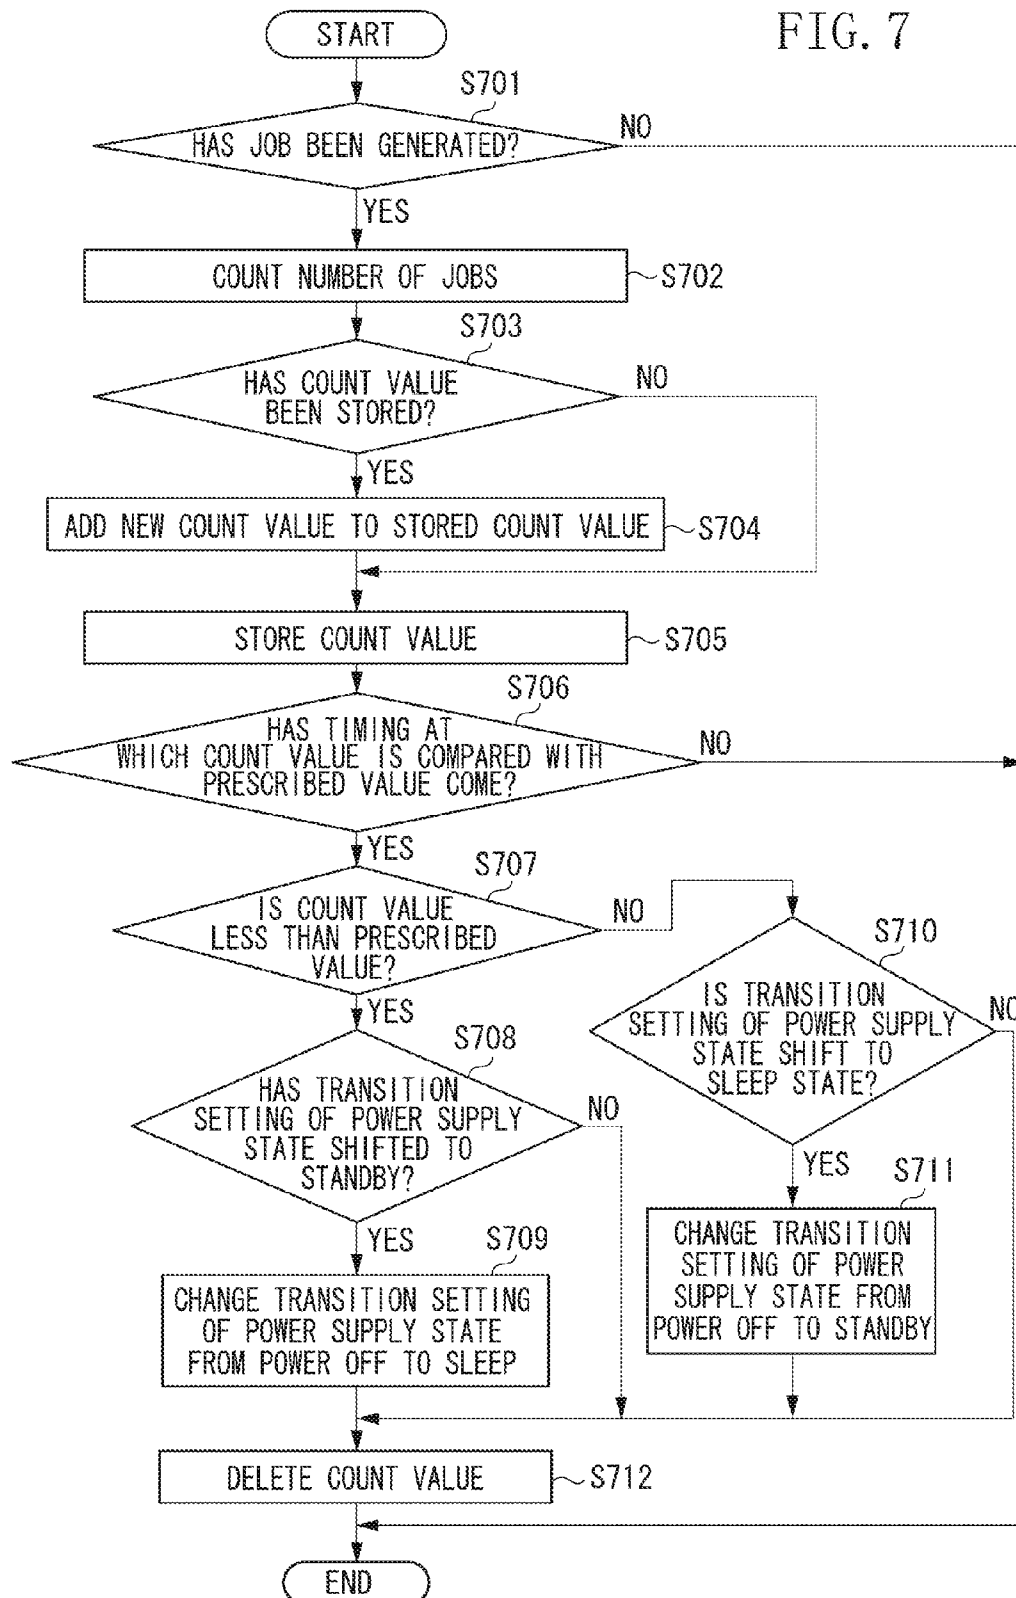 FIG. 7
START
S701
HAS JOB BEEN GENERATED?
NO
YES
COUNT NUMBER OF JOBS
S702
S703
HAS COUNT VALUE
BEEN STORED?
NO
YES
ADD NEW COUNT VALUE TO STORED COUNT VALUE
S704
STORE COUNT VALUE
S705
S706
HAS TIMING AT
WHICH COUNT VALUE IS COMPARED WITH
PRESCRIBED VALUE COME?
NO
YES
S707
IS COUNT VALUE
LESS THAN PRESCRIBED
VALUE?
NO
YES
S708
HAS TRANSITION
SETTING OF POWER SUPPLY
STATE SHIFTED TO
STANDBY?
NO
YES
S709
CHANGE TRANSITION SETTING
OF POWER SUPPLY STATE
FROM POWER OFF TO SLEEP
S710
IS TRANSITION
SETTING OF POWER SUPPLY
STATE SHIFT TO
SLEEP STATE?
NO
YES
S711
CHANGE TRANSITION
SETTING OF POWER
SUPPLY STATE FROM
POWER OFF TO STANDBY
DELETE COUNT VALUE
S712
END